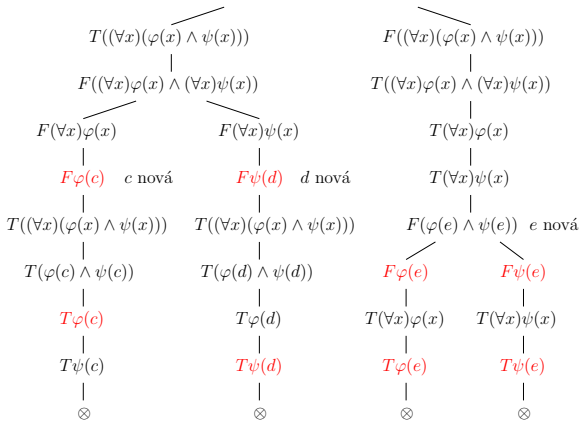 T((∀x)(φ(x) ∧ ψ(x))) F((∀x)(φ(x) ∧ ψ(x)))
F((∀x)φ(x) ∧ (∀x)ψ(x)) T((∀x)φ(x) ∧ (∀x)ψ(x))
F(∀x)φ(x) F(∀x)ψ(x) T(∀x)φ(x)
Fφ(c) c nová Fψ(d) d nová T(∀x)ψ(x)
T((∀x)(φ(x) ∧ ψ(x))) T((∀x)(φ(x) ∧ ψ(x))) F(φ(e) ∧ ψ(e)) e nová
T(φ(c) ∧ ψ(c)) T(φ(d) ∧ ψ(d)) Fφ(e) Fψ(e)
Tφ(c) Tφ(d) T(∀x)φ(x) T(∀x)ψ(x)
Tψ(c) Tψ(d) Tφ(e) Tψ(e)
⊗ ⊗ ⊗ ⊗